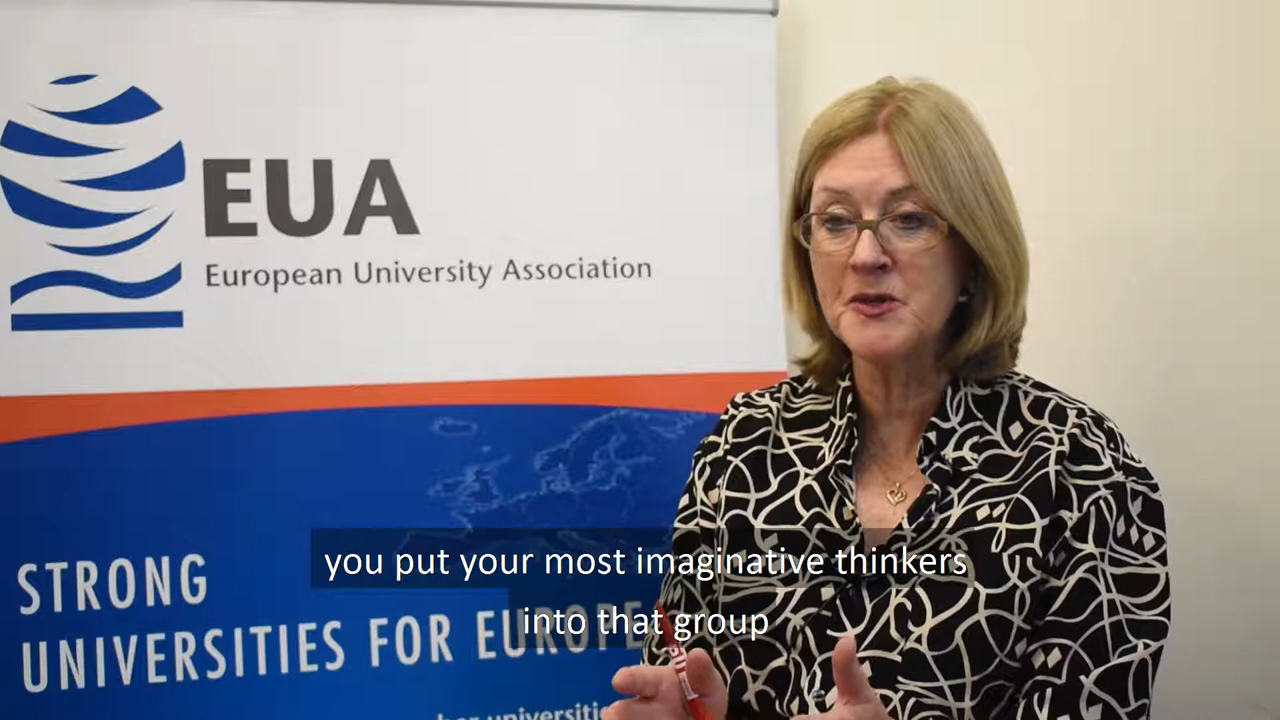 EUA
European University Association
STRONG
UNIVERSITIES FOR EUROPE
you put your most imaginative thinkers
into that group